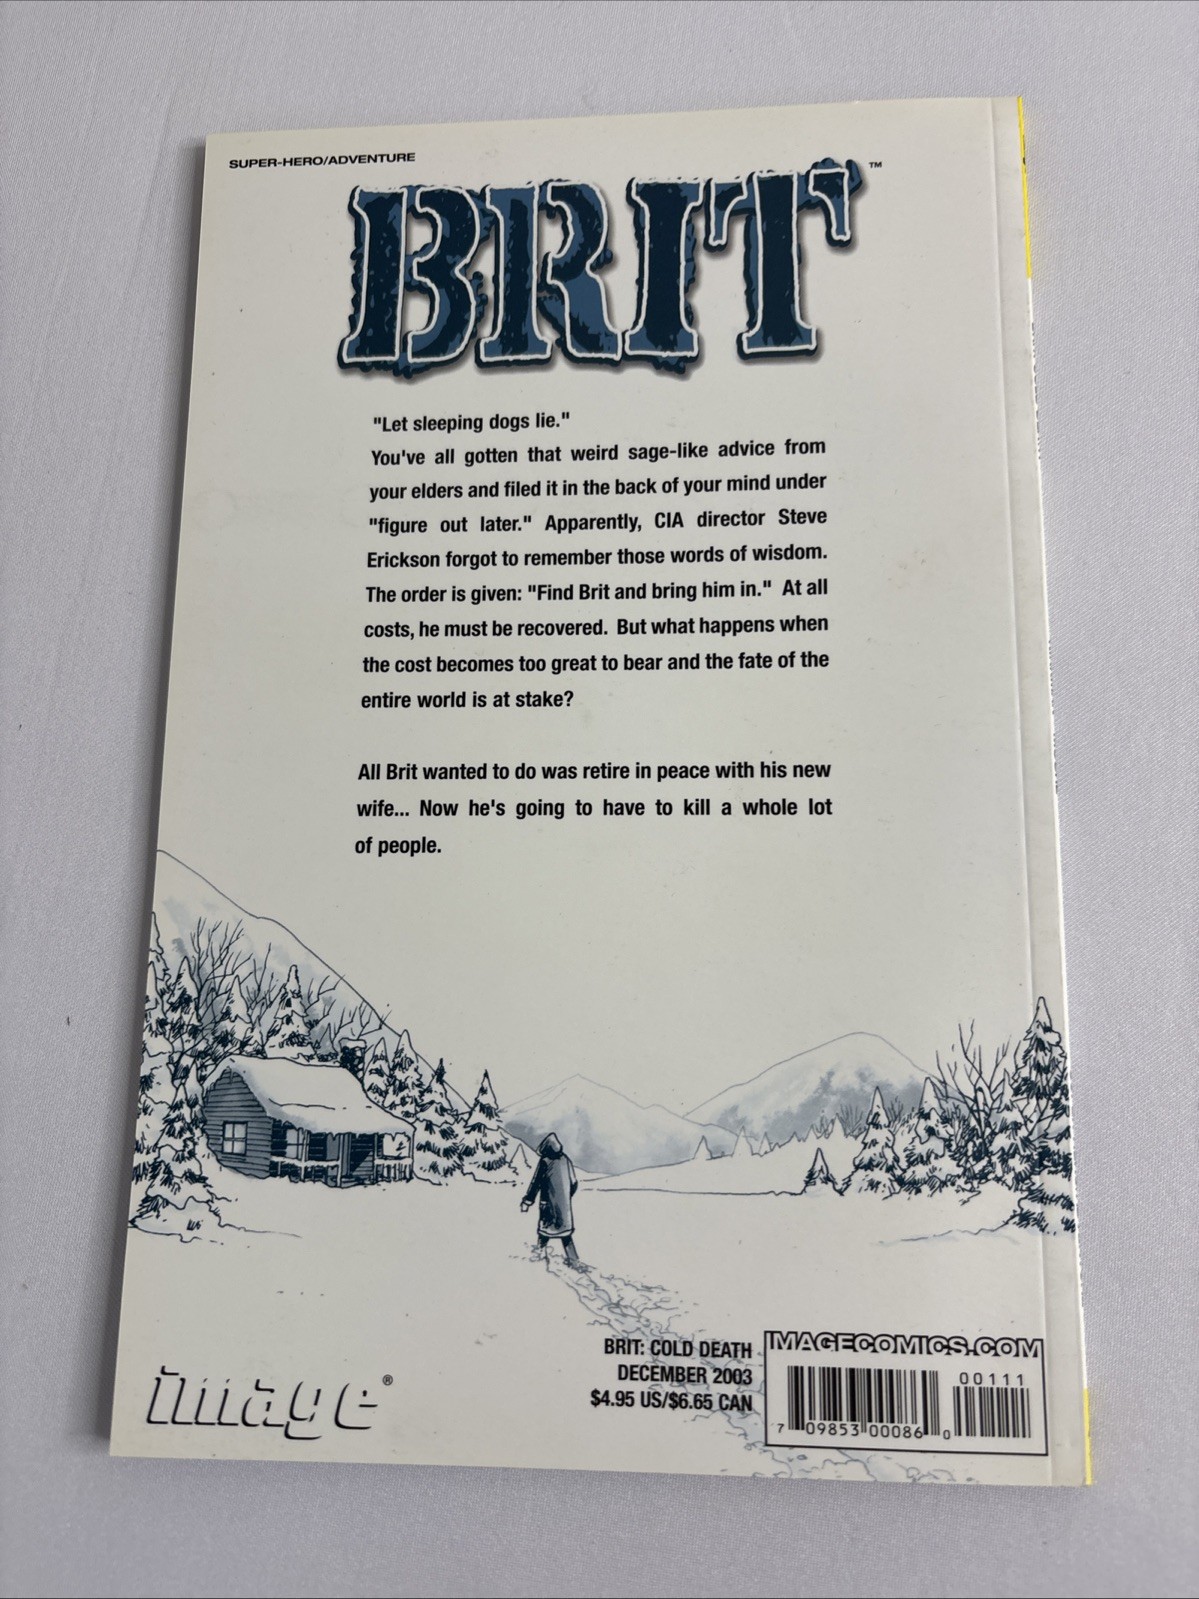 SUPER-HERO/ADVENTURE
BRIT™
"Let sleeping dogs lie."
You've all gotten that weird sage-like advice from
your elders and filed it in the back of your mind under
"figure out later." Apparently, CIA director Steve
Erickson forgot to remember those words of wisdom.
The order is given: "Find Brit and bring him in." At all
costs, he must be recovered. But what happens when
the cost becomes too great to bear and the fate of the
entire world is at stake?
All Brit wanted to do was retire in peace with his new
wife... Now he's going to have to kill a whole lot
of people.
image®
BRIT: COLD DEATH
DECEMBER 2003
$4.95 US/$6.65 CAN
IMAGECOMICS.COM
00111
7 09853 00086 0